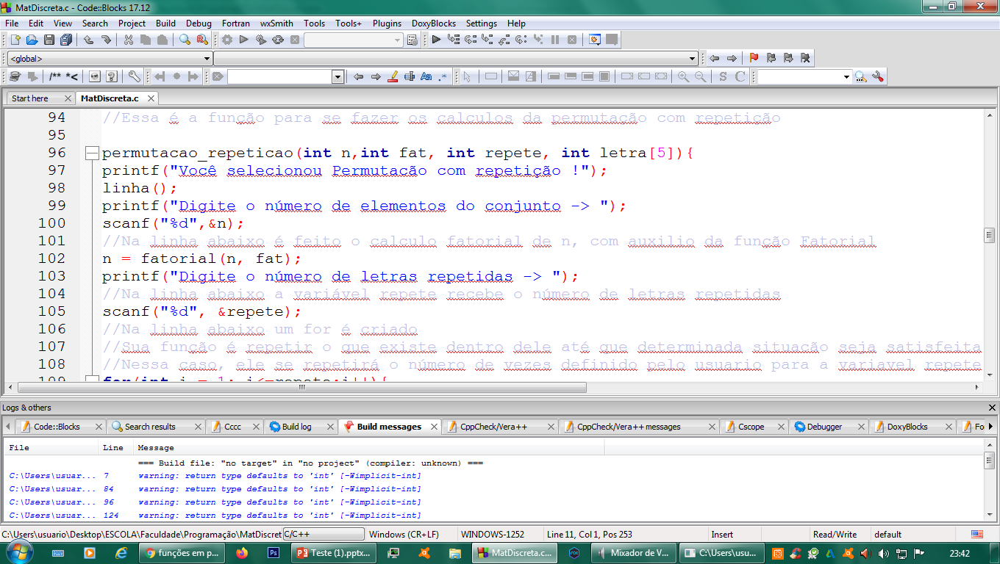 MatDiscreta.c - Code::Blocks 17.12
File Edit View Search Project Build Debug Fortran wxSmith Tools Tools+ Plugins DoxyBlocks Settings Help
<global>
/** *<
S C
Start here MatDiscreta.c
94 //Essa é a função para se fazer os calculos da permutação com repetição
95
96 permutacao_repeticao(int n,int fat, int repete, int letra[5]){
97 printf("Você selecionou Permutacão com repetição !");
98 linha();
99 printf("Digite o número de elementos do conjunto -> ");
100 scanf("%d",&n);
101 //Na linha abaixo é feito o calculo fatorial de n, com auxilio da função Fatorial
102 n = fatorial(n, fat);
103 printf("Digite o número de letras repetidas -> ");
104 //Na linha abaixo a variável repete recebe o número de letras repetidas
105 scanf("%d", &repete);
106 //Na linha abaixo um for é criado
107 //Sua função é repetir o que existe dentro dele até que determinada situacão seja satisfeita
108 //Nessa caso, ele se repetirá o número de vezes definido pelo usuario para a variavel repete
109 for(int i = 1; i<=repete;i++){
Logs & others
Code::Blocks Search results Cccc Build log Build messages CppCheck/Vera++ CppCheck/Vera++ messages Cscope Debugger DoxyBlocks Fo
File Line Message
=== Build file: "no target" in "no project" (compiler: unknown) ===
C:\Users\usuar... 7 warning: return type defaults to 'int' [-Wimplicit-int]
C:\Users\usuar... 84 warning: return type defaults to 'int' [-Wimplicit-int]
C:\Users\usuar... 96 warning: return type defaults to 'int' [-Wimplicit-int]
C:\Users\usuar... 124 warning: return type defaults to 'int' [-Wimplicit-int]
C:\Users\usuario\Desktop\ESCOLA\Faculdade\Programação\MatDiscret C/C++ Windows (CR+LF) WINDOWS-1252 Line 11, Col 1, Pos 253 Insert Read/Write default
funções em p... Ps Teste (1).pptx... MatDiscreta.c... Mixador de V... C:\Users\usu... 23:42